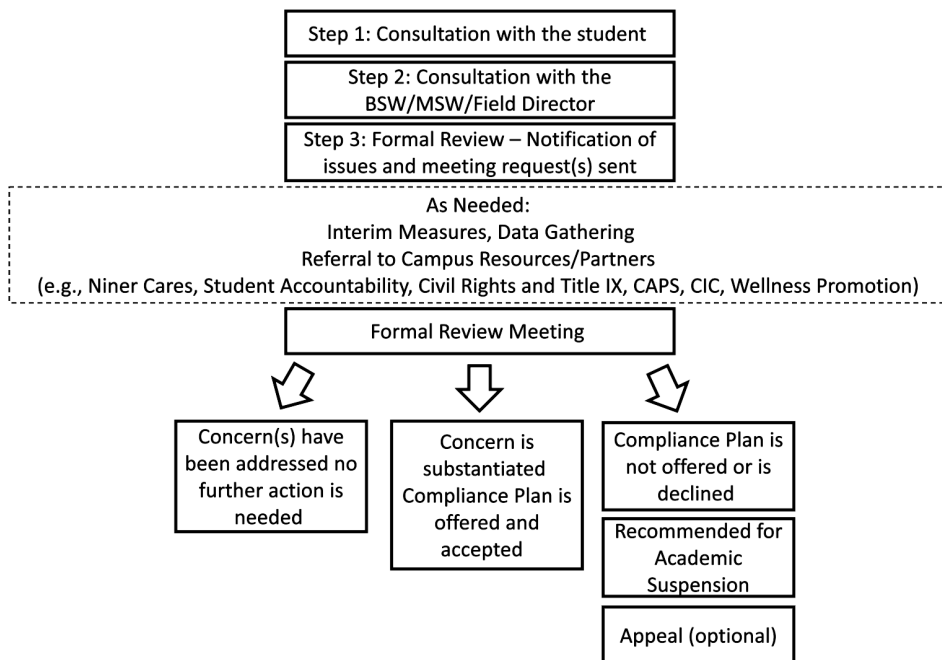 Step 1: Consultation with the student
Step 2: Consultation with the
BSW/MSW/Field Director
Step 3: Formal Review – Notification of
issues and meeting request(s) sent
As Needed:
Interim Measures, Data Gathering
Referral to Campus Resources/Partners
(e.g., Niner Cares, Student Accountability, Civil Rights and Title IX, CAPS, CIC, Wellness Promotion)
Formal Review Meeting
Concern(s) have
been addressed no
further action is
needed
Concern is
substantiated
Compliance Plan is
offered and
accepted
Compliance Plan is
not offered or is
declined
Recommended for
Academic
Suspension
Appeal (optional)